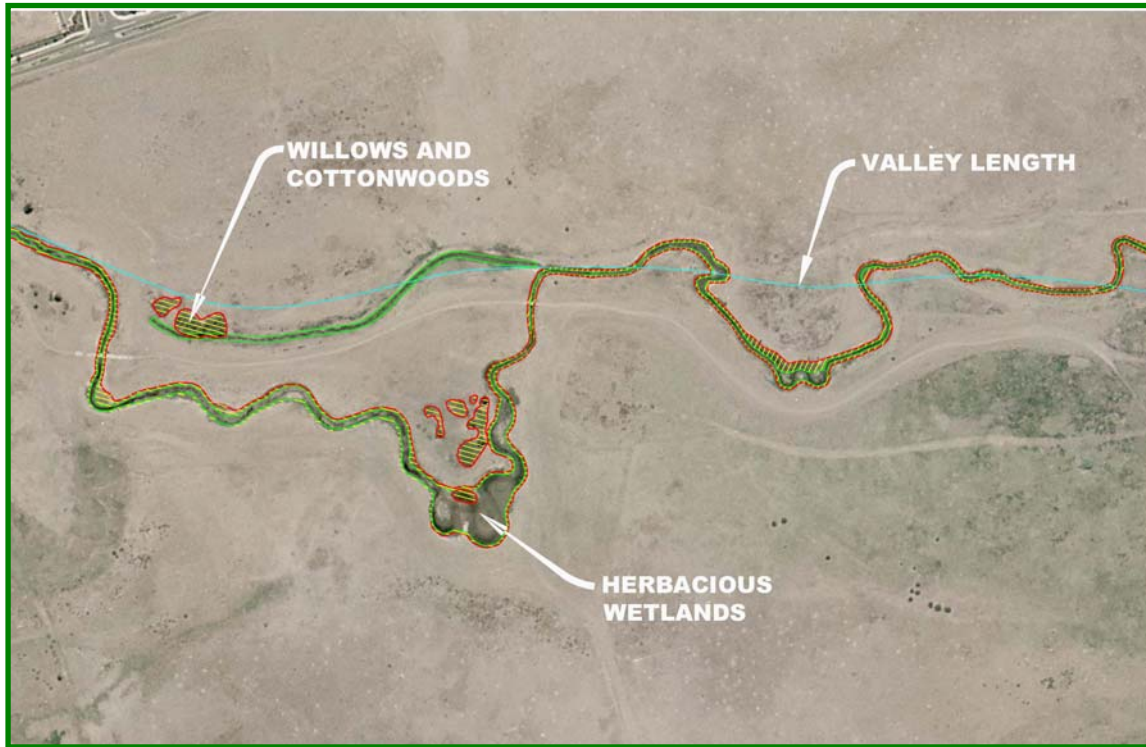 WILLOWS AND
COTTONWOODS
VALLEY LENGTH
HERBACIOUS
WETLANDS